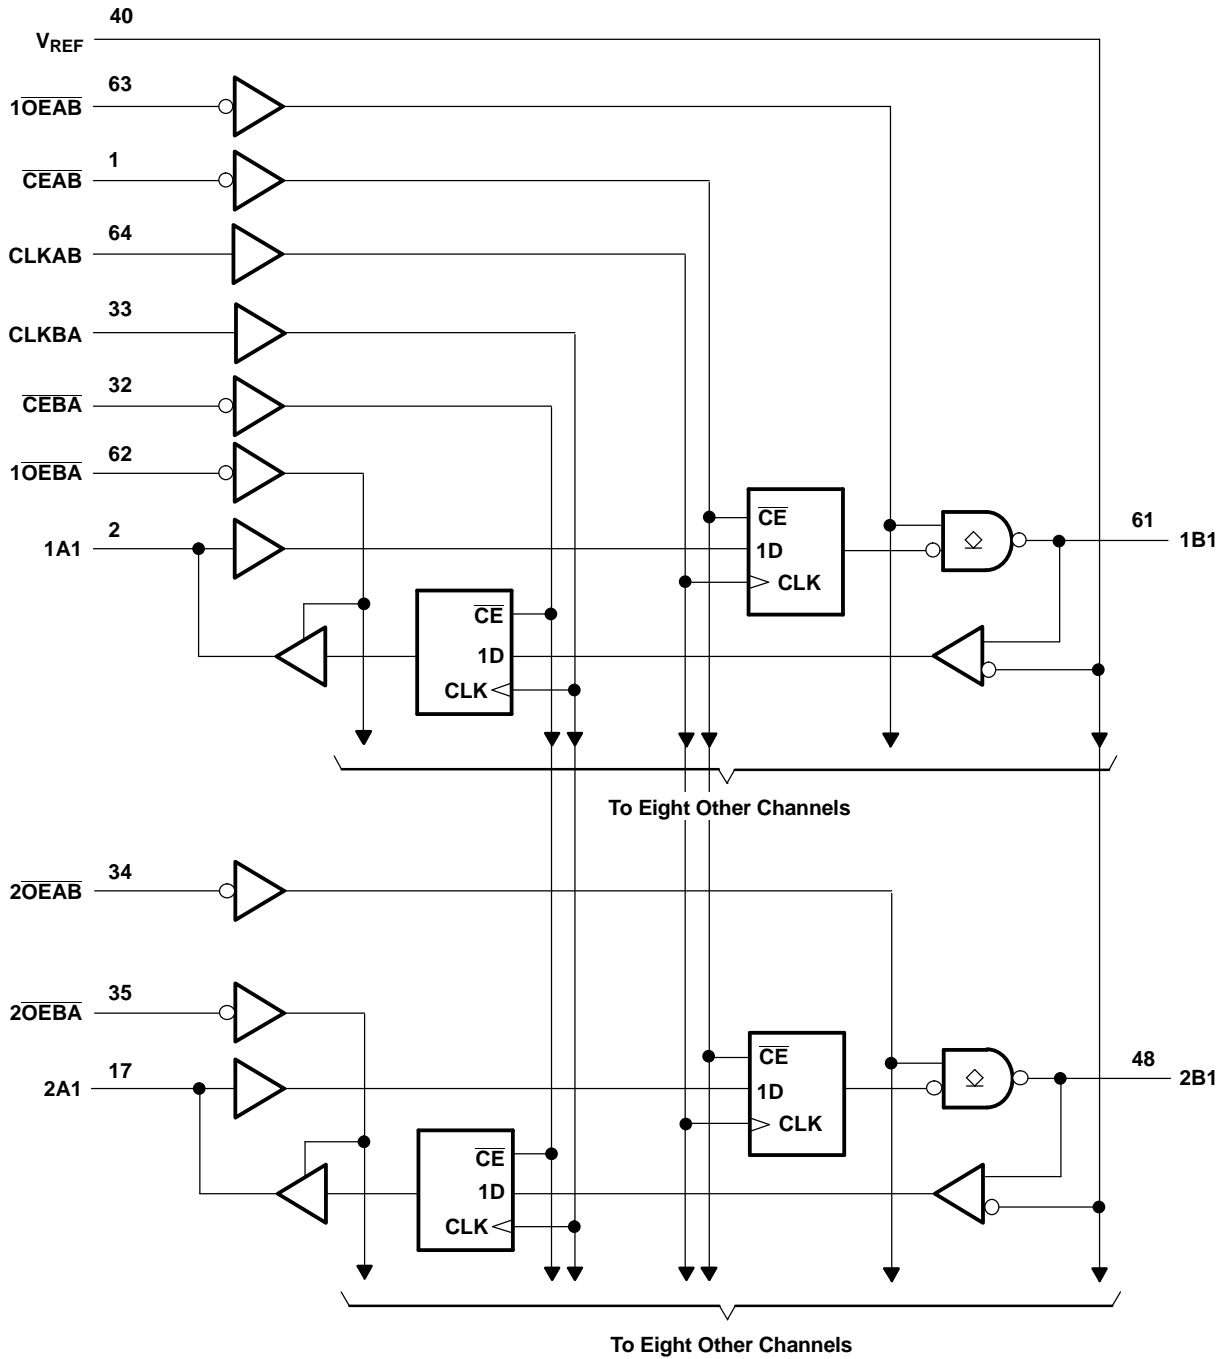 40
VREF
63
1OEAB
1
CEAB
64
CLKAB
33
CLKBA
32
CEBA
62
1OEBA
2
1A1
CE
1D
CLK
61
1B1
CE
1D
CLK
To Eight Other Channels
34
2OEAB
35
2OEBA
17
2A1
CE
1D
CLK
48
2B1
CE
1D
CLK
To Eight Other Channels